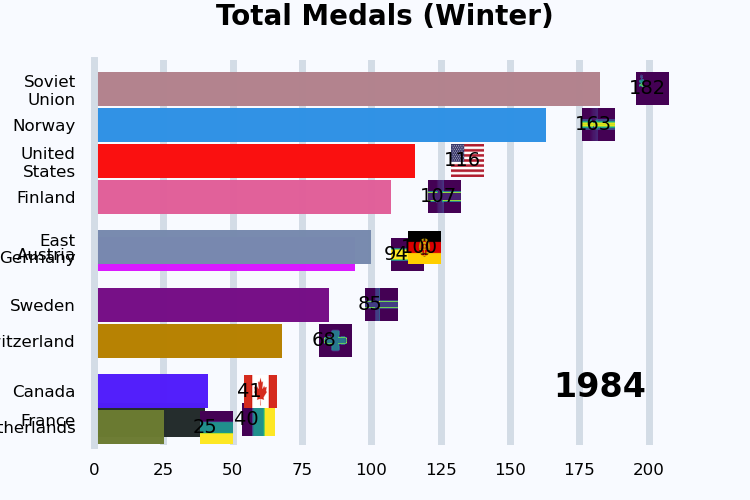 Total Medals (Winter)
Soviet
Union
182
Norway
163
United
States
116
Finland
107
East
Germany
100
Austria
94
Sweden
85
itzerland
68
Canada
41
1984
France
40
therlands
25
0 25 50 75 100 125 150 175 200